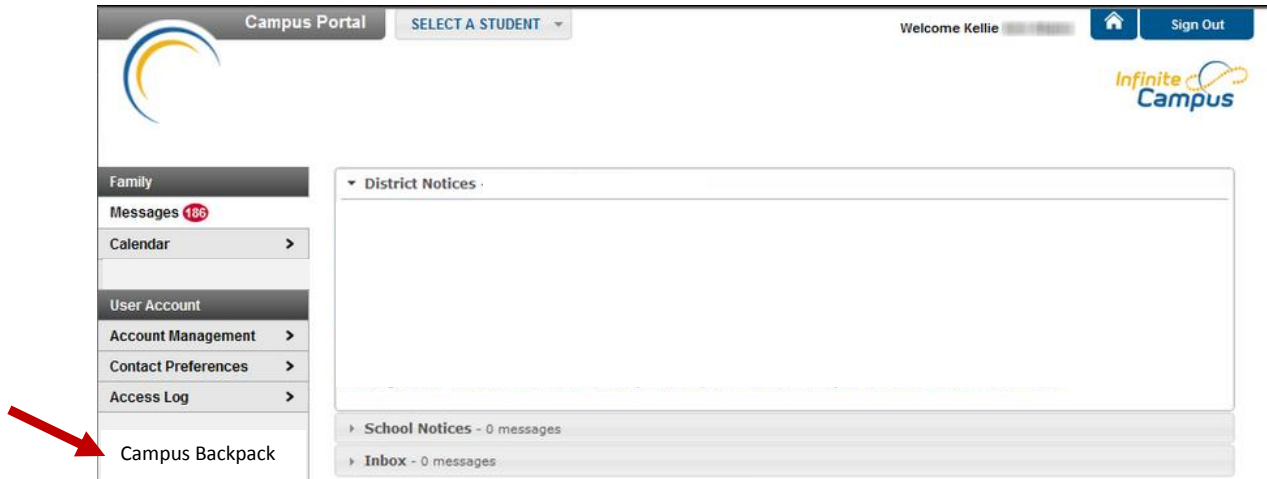 Campus Portal
SELECT A STUDENT
Welcome Kellie
Sign Out
Infinite
Campus
Family
Messages 186
Calendar
User Account
Account Management
Contact Preferences
Access Log
Campus Backpack
District Notices
School Notices - 0 messages
Inbox - 0 messages